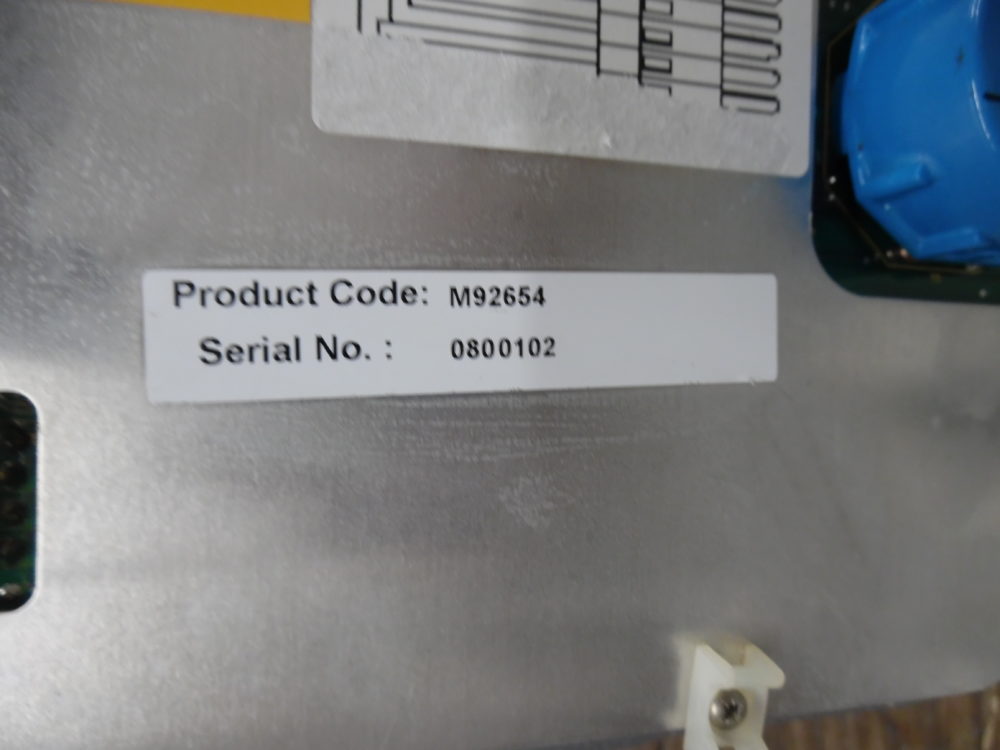 Product Code: M92654
Serial No. : 0800102